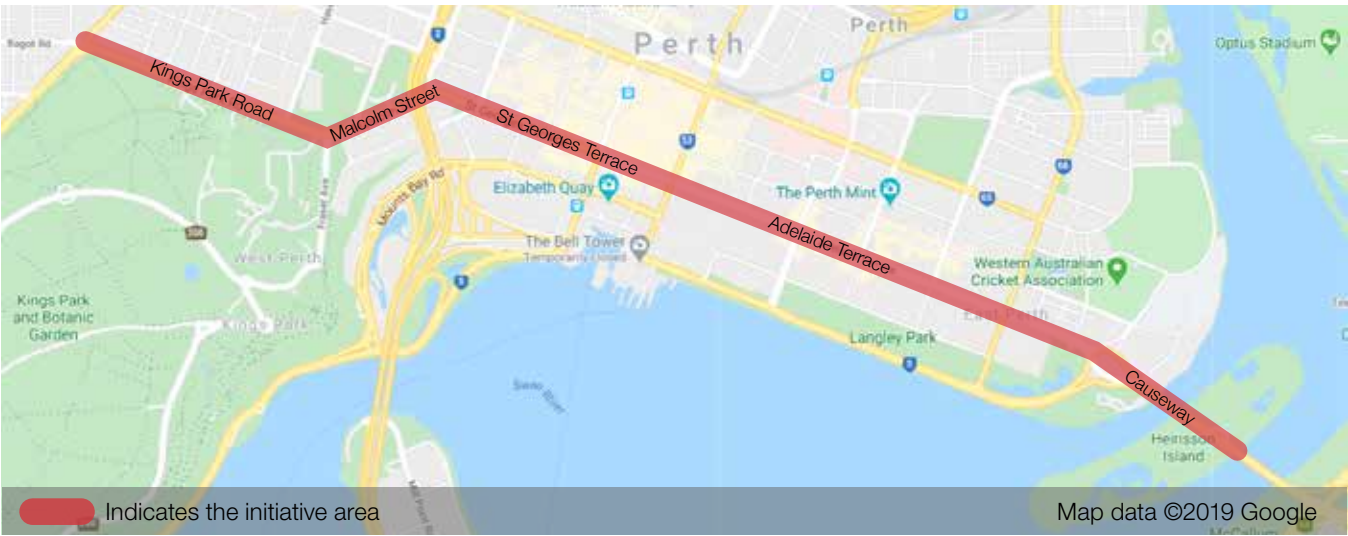 Perth
Perth
Optus Stadium
Bagot Rd
Kings Park Road
Malcolm Street
St Georges Terrace
Elizabeth Quay
The Perth Mint
Mounts Bay Rd
Fraser Ave
Adelaide Terrace
The Bell Tower
Temporarily closed
West Perth
Western Australian
Cricket Association
Kings Park
and Botanic
Garden
Kings Park
East Perth
Langley Park
Swan
River
Causeway
Heirisson
Island
Indicates the initiative area
Map data ©2019 Google
McCallum